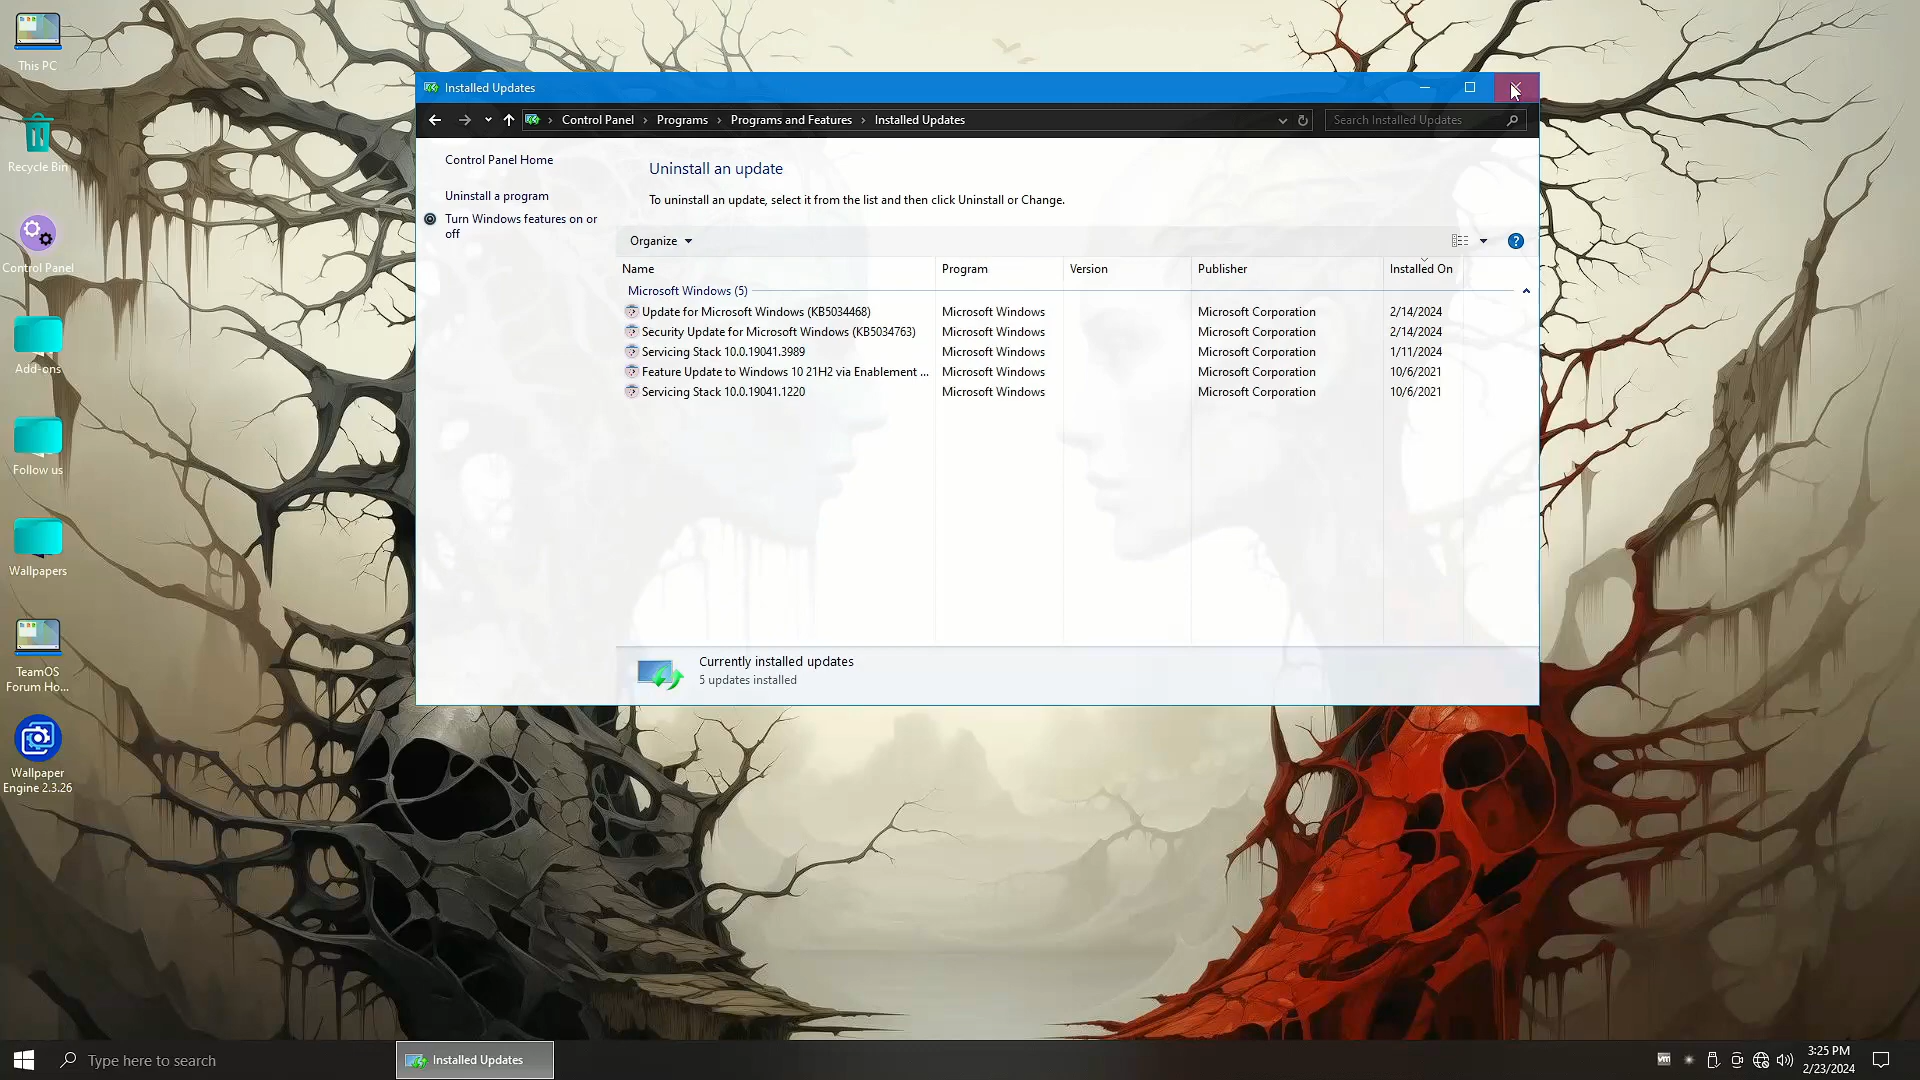 This PC
Recycle Bin
Control Panel
Add-ons
Follow us
Wallpapers
TeamOS
Forum Ho...
Wallpaper
Engine 2.3.26
Installed Updates
Control Panel
Programs
Programs and Features
Installed Updates
Search Installed Updates
Control Panel Home
Uninstall a program
Turn Windows features on or
off
Uninstall an update
To uninstall an update, select it from the list and then click Uninstall or Change.
Organize
Name Program Version Publisher Installed On
Microsoft Windows (5)
Update for Microsoft Windows (KB5034468) Microsoft Windows Microsoft Corporation 2/14/2024
Security Update for Microsoft Windows (KB5034763) Microsoft Windows Microsoft Corporation 2/14/2024
Servicing Stack 10.0.19041.3989 Microsoft Windows Microsoft Corporation 1/11/2024
Feature Update to Windows 10 21H2 via Enablement ... Microsoft Windows Microsoft Corporation 10/6/2021
Servicing Stack 10.0.19041.1220 Microsoft Windows Microsoft Corporation 10/6/2021
Currently installed updates
5 updates installed
Type here to search
Installed Updates
vm
3:25 PM
2/23/2024